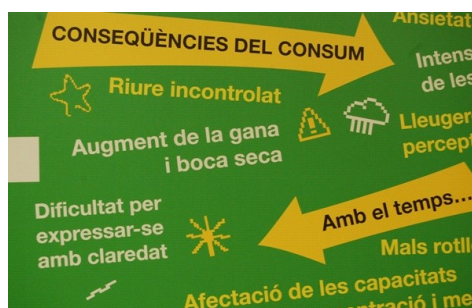 CONSEQÜÈNCIES DEL CONSUM
Ansietat
Riure incontrolat
Intens
de les
Augment de la gana
i boca seca
Lleuger
percept
Dificultat per
expressar-se
amb claredat
Amb el temps...
Mals rotll
Afectació de les capacitats